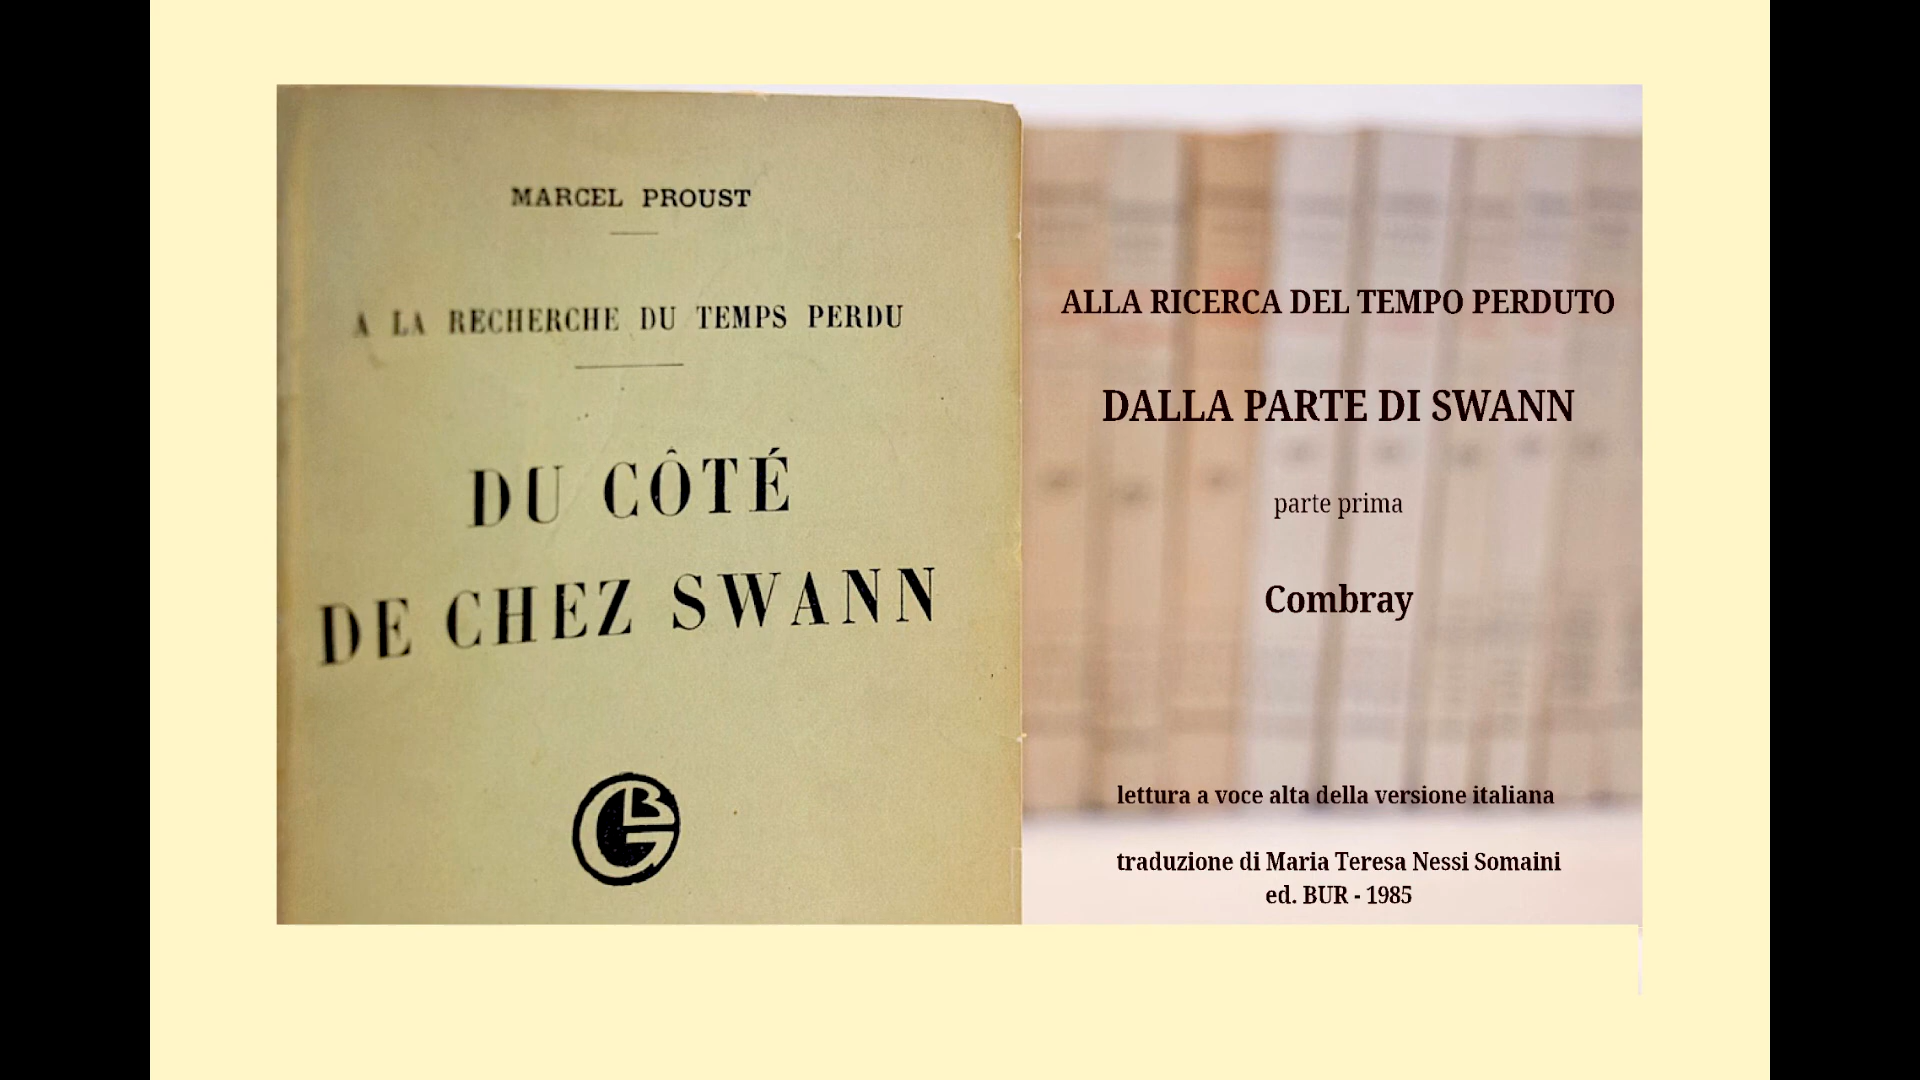 MARCEL PROUST
A LA RECHERCHE DU TEMPS PERDU
DU CÔTÉ
DE CHEZ SWANN
BG
ALLA RICERCA DEL TEMPO PERDUTO
DALLA PARTE DI SWANN
parte prima
Combray
lettura a voce alta della versione italiana
traduzione di Maria Teresa Nessi Somaini
ed. BUR - 1985